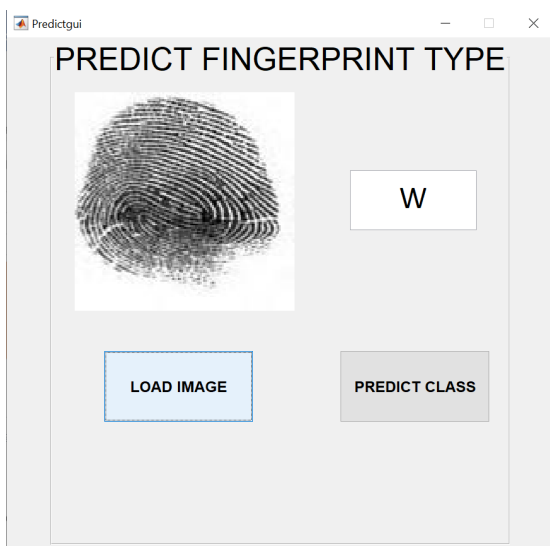 Predictgui
PREDICT FINGERPRINT TYPE
W
LOAD IMAGE
PREDICT CLASS